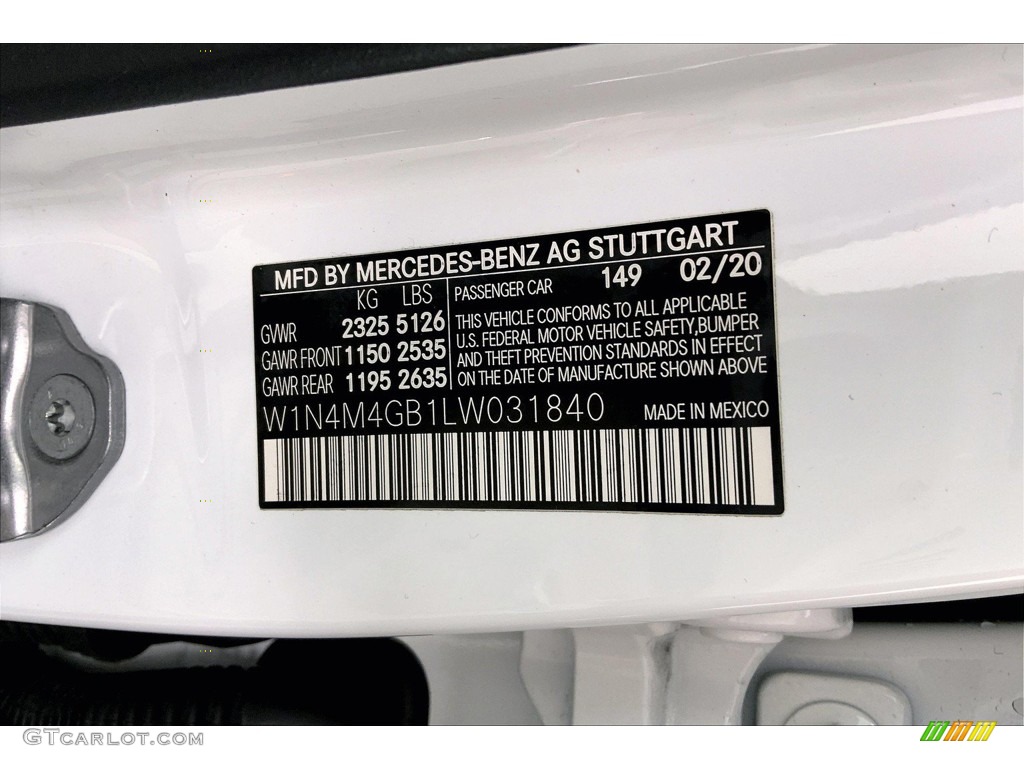 MFD BY MERCEDES-BENZ AG STUTTGART
KG LBS
GVWR 2325 5126
GAWR FRONT 1150 2535
GAWR REAR 1195 2635
PASSENGER CAR 149 02/20
THIS VEHICLE CONFORMS TO ALL APPLICABLE
U.S. FEDERAL MOTOR VEHICLE SAFETY,BUMPER
AND THEFT PREVENTION STANDARDS IN EFFECT
ON THE DATE OF MANUFACTURE SHOWN ABOVE
W1N4M4GB1LW031840 MADE IN MEXICO
GTCARLOT.COM